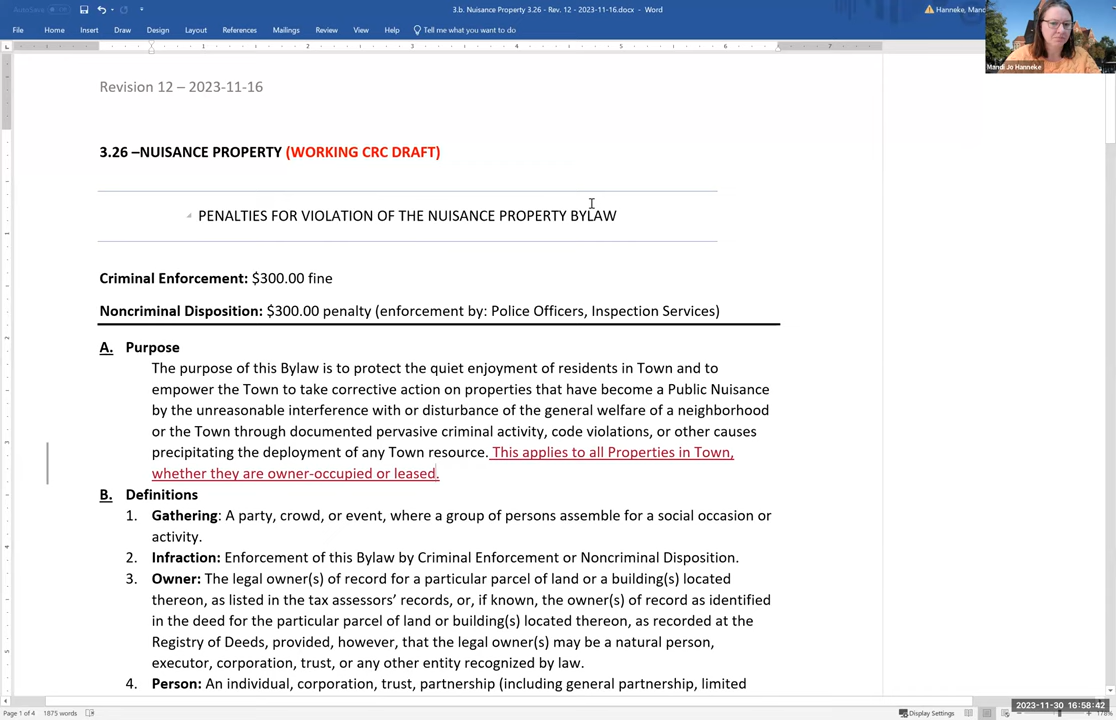 3.b. Nuisance Property 3.26 - Rev. 12 - 2023-11-16.docx - Word
Hanneke, Mand
File Home Insert Draw Design Layout References Mailings Review View Help Tell me what you want to do
Mandi Jo Hanneke
Revision 12 – 2023-11-16
3.26 –NUISANCE PROPERTY (WORKING CRC DRAFT)
PENALTIES FOR VIOLATION OF THE NUISANCE PROPERTY BYLAW
Criminal Enforcement: $300.00 fine
Noncriminal Disposition: $300.00 penalty (enforcement by: Police Officers, Inspection Services)
A. Purpose
The purpose of this Bylaw is to protect the quiet enjoyment of residents in Town and to
empower the Town to take corrective action on properties that have become a Public Nuisance
by the unreasonable interference with or disturbance of the general welfare of a neighborhood
or the Town through documented pervasive criminal activity, code violations, or other causes
precipitating the deployment of any Town resource. This applies to all Properties in Town,
whether they are owner-occupied or leased.
B. Definitions
1. Gathering: A party, crowd, or event, where a group of persons assemble for a social occasion or
activity.
2. Infraction: Enforcement of this Bylaw by Criminal Enforcement or Noncriminal Disposition.
3. Owner: The legal owner(s) of record for a particular parcel of land or a building(s) located
thereon, as listed in the tax assessors’ records, or, if known, the owner(s) of record as identified
in the deed for the particular parcel of land or building(s) located thereon, as recorded at the
Registry of Deeds, provided, however, that the legal owner(s) may be a natural person,
executor, corporation, trust, or any other entity recognized by law.
4. Person: An individual, corporation, trust, partnership (including general partnership, limited
Page 1 of 4 1875 words Display Settings
2023-11-30 16:58:42